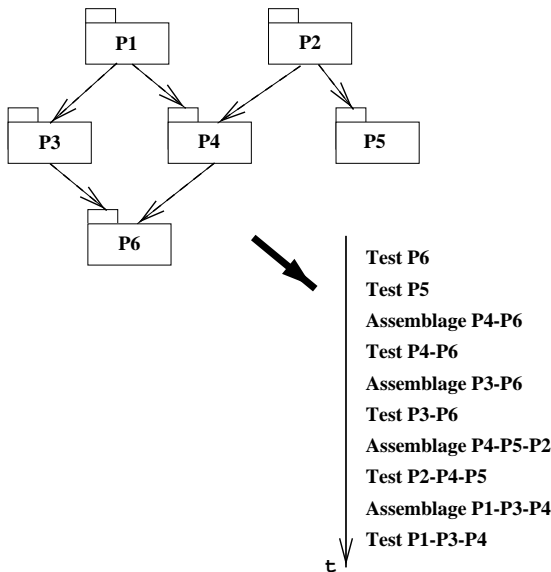 P1 P2
P3 P4 P5
P6
Test P6
Test P5
Assemblage P4-P6
Test P4-P6
Assemblage P3-P6
Test P3-P6
Assemblage P4-P5-P2
Test P2-P4-P5
Assemblage P1-P3-P4
Test P1-P3-P4
t